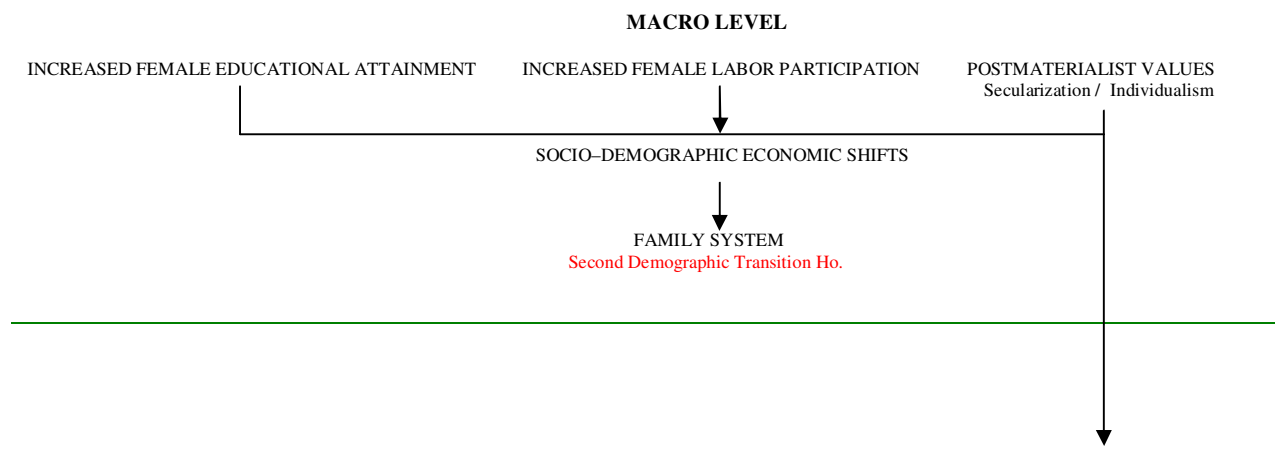 MACRO LEVEL
INCREASED FEMALE EDUCATIONAL ATTAINMENT
INCREASED FEMALE LABOR PARTICIPATION
POSTMATERIALIST VALUES
Secularization / Individualism
SOCIO–DEMOGRAPHIC ECONOMIC SHIFTS
FAMILY SYSTEM
Second Demographic Transition Ho.